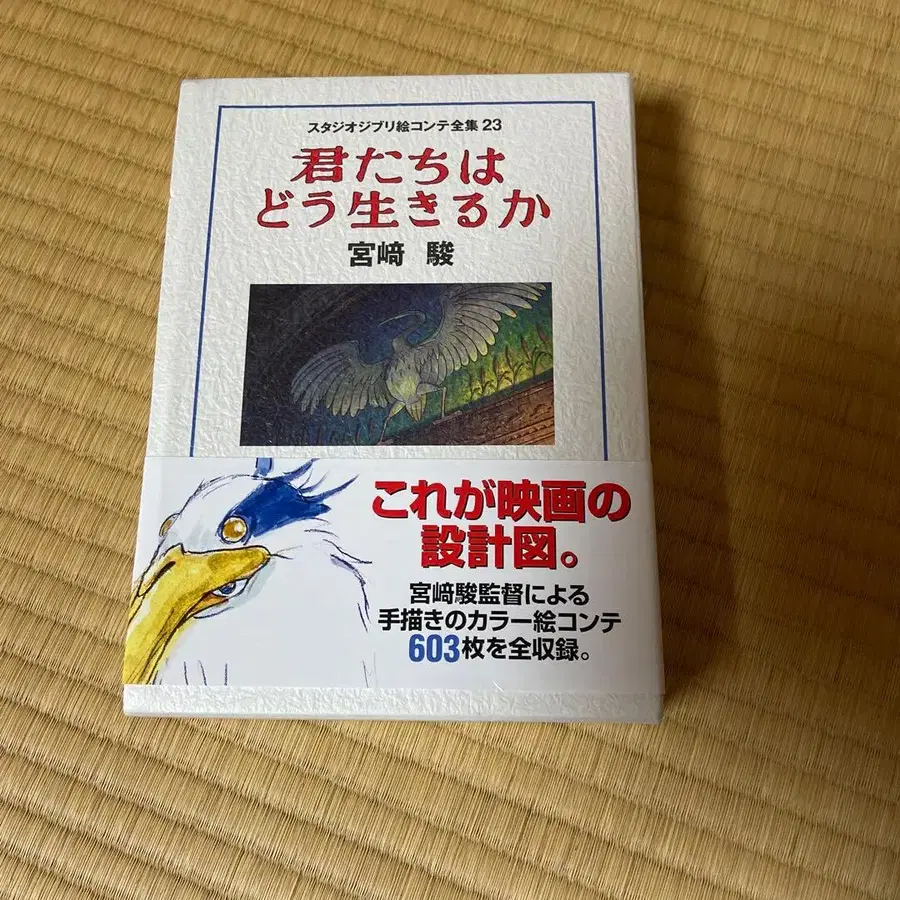 スタジオジブリ絵コンテ全集23
君たちは
どう生きるか
宮﨑 駿
これが映画の
設計図。
宮﨑駿監督による
手描きのカラー絵コンテ
603枚を全収録。